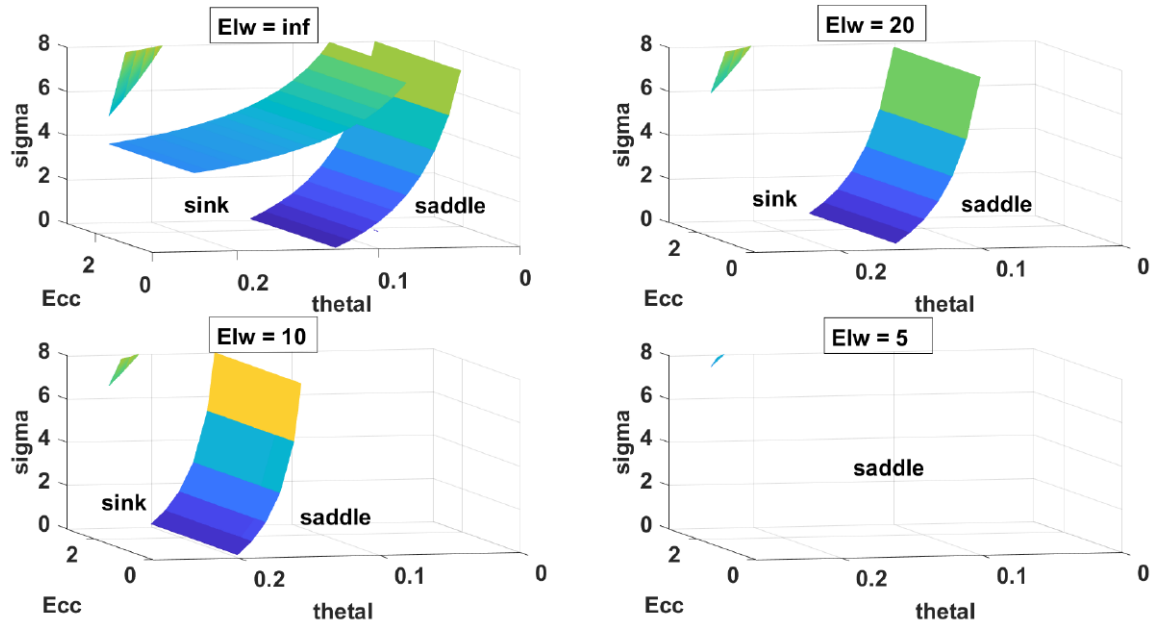 Elw = inf
8
6
4
2
0
sigma
sink
saddle
2
0
0.2
0.1
0
Ecc
thetal
Elw = 20
8
6
4
2
0
sigma
sink
saddle
2
0
0.2
0.1
0
Ecc
thetal
Elw = 10
8
6
4
2
0
sigma
sink
saddle
2
0
0.2
0.1
0
Ecc
thetal
Elw = 5
8
6
4
2
0
sigma
saddle
2
0
0.2
0.1
0
Ecc
thetal